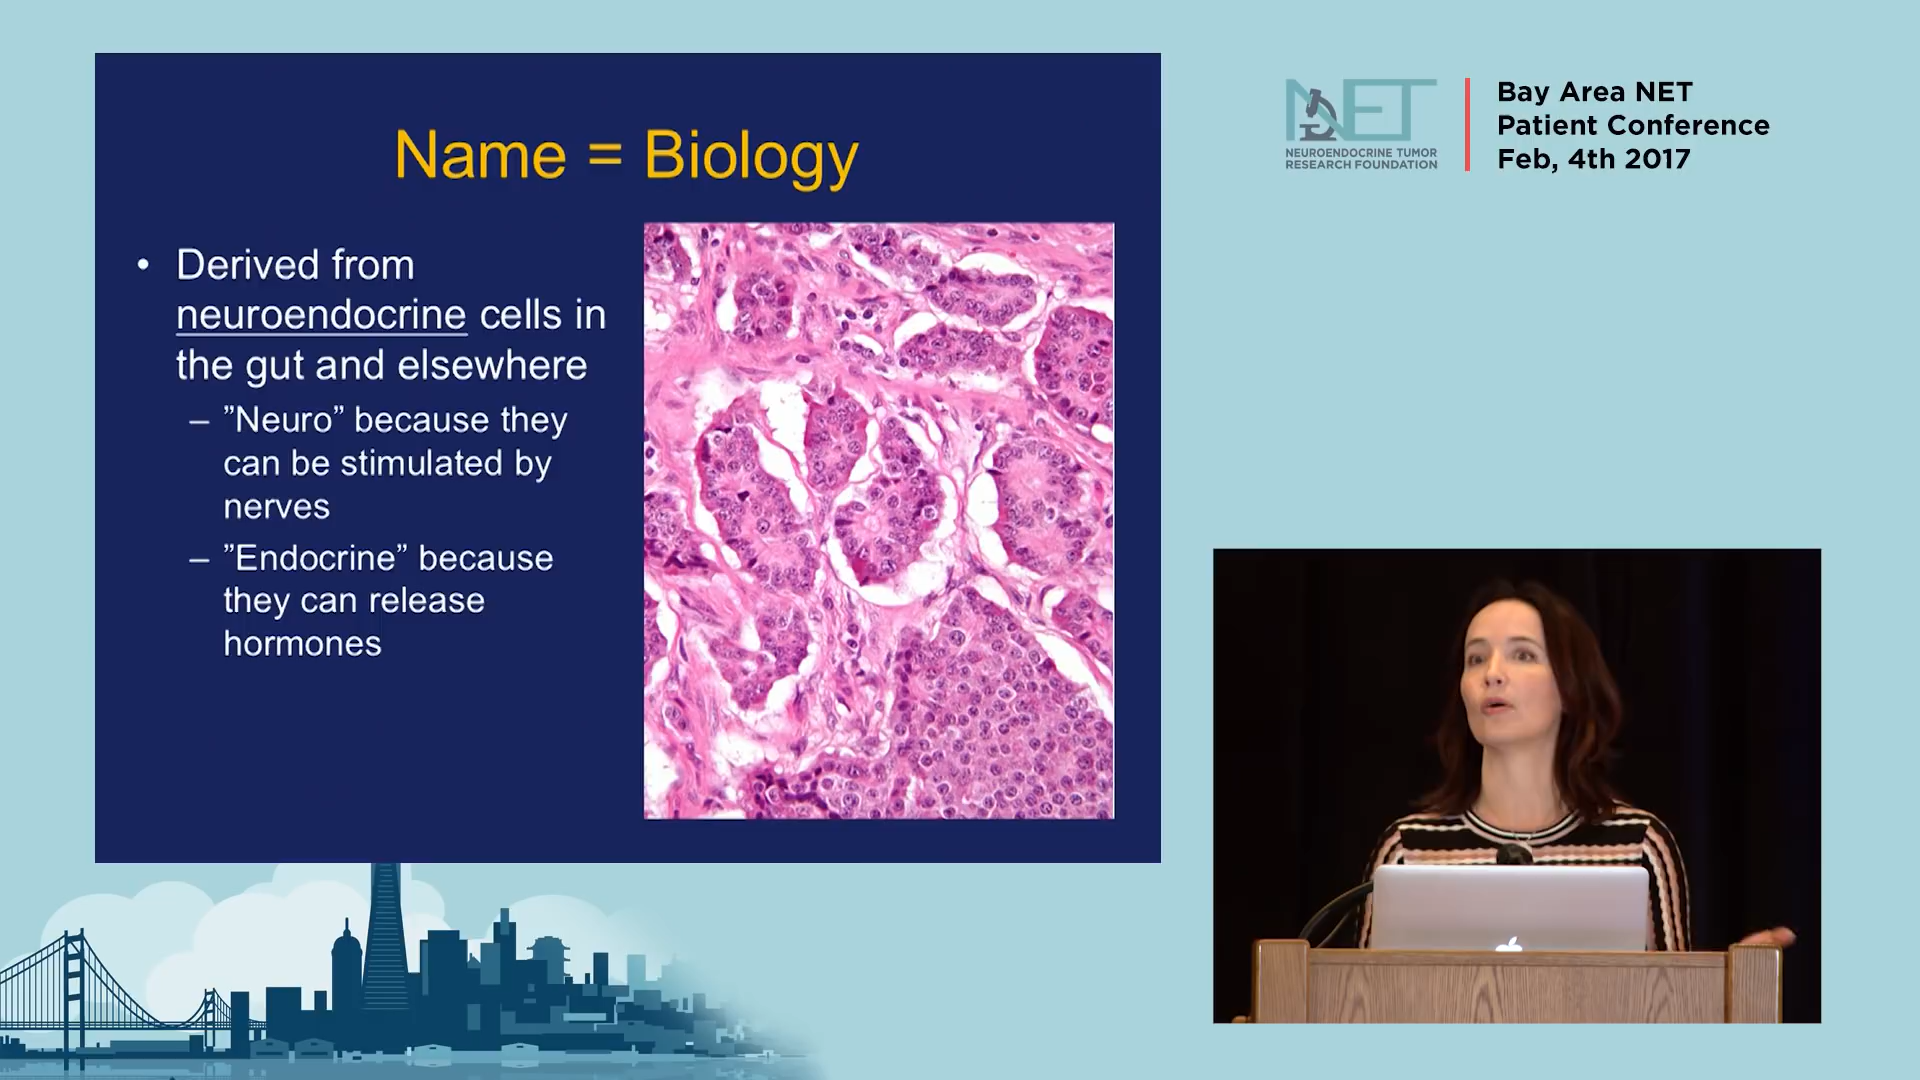 Name = Biology
• Derived from
neuroendocrine cells in
the gut and elsewhere
– ”Neuro” because they
can be stimulated by
nerves
– ”Endocrine” because
they can release
hormones
NET
NEUROENDOCRINE TUMOR
RESEARCH FOUNDATION
Bay Area NET
Patient Conference
Feb, 4th 2017